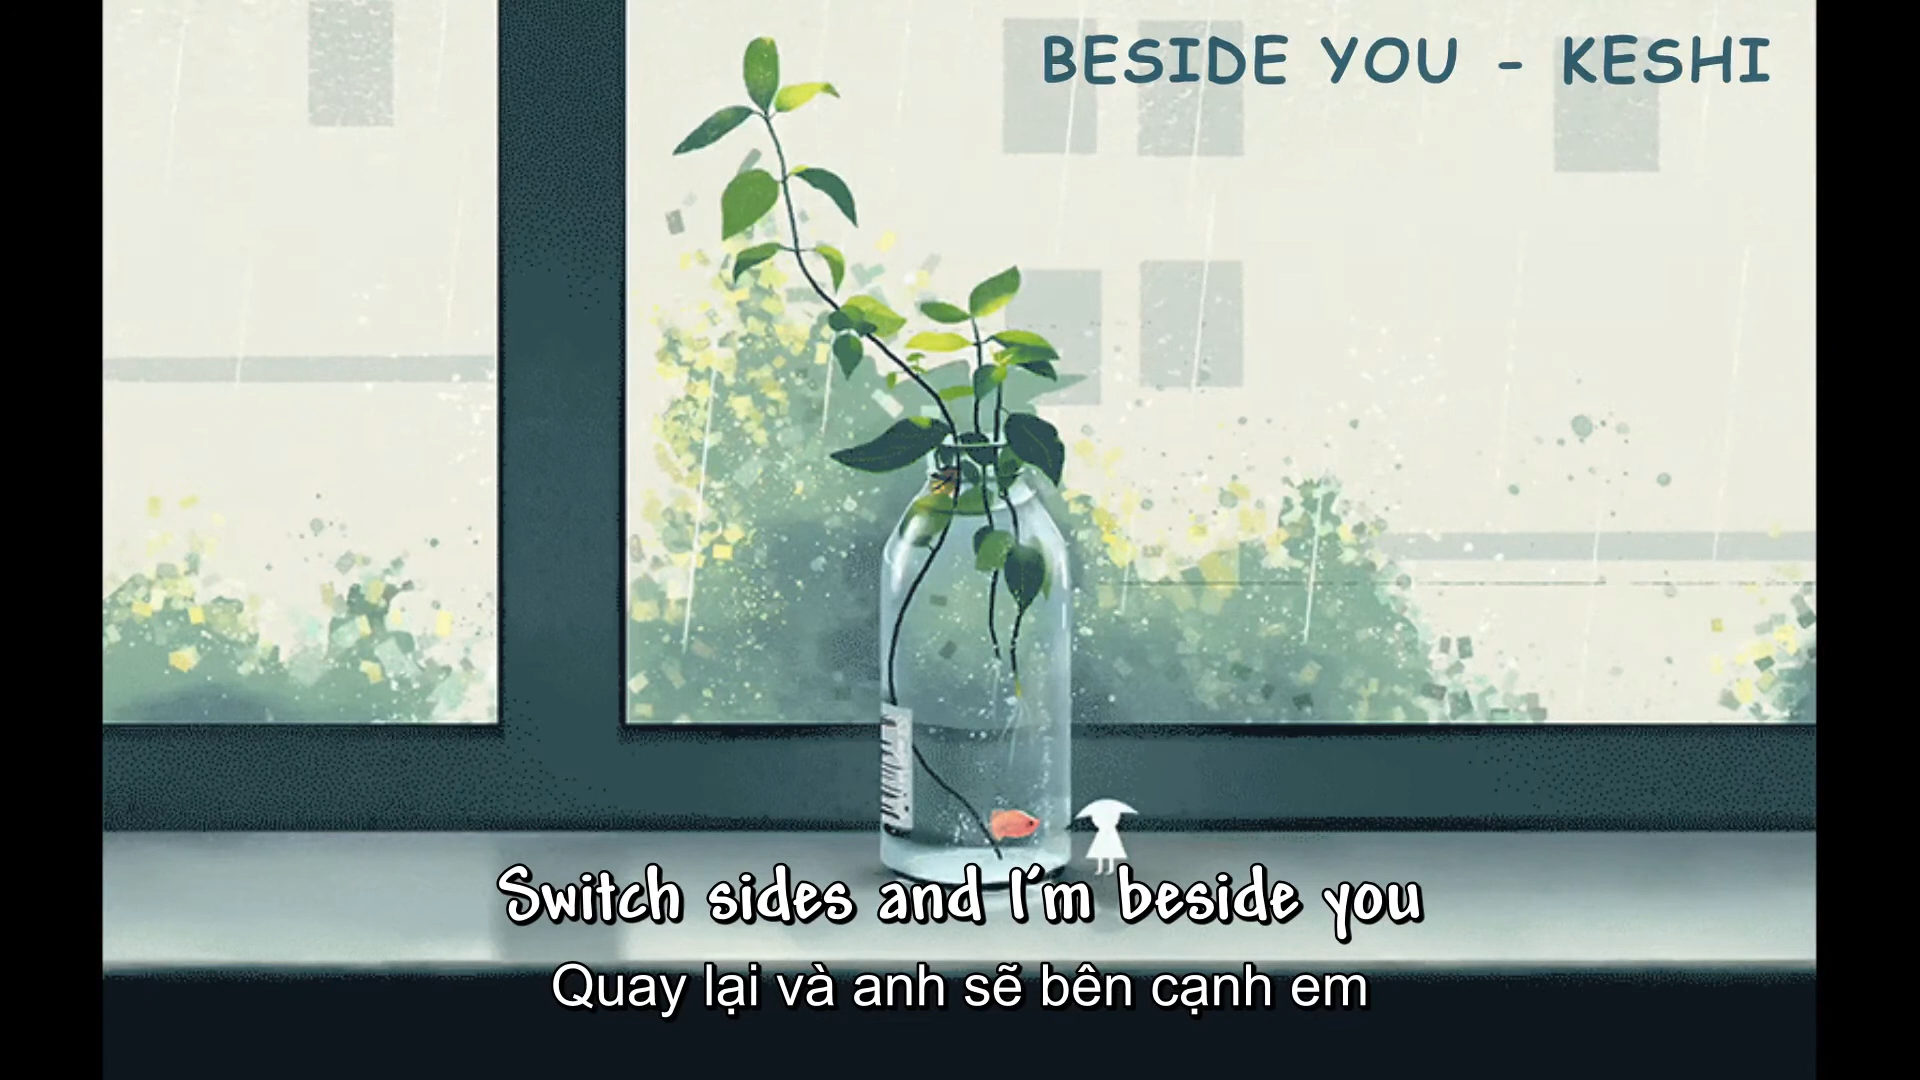 BESIDE YOU - KESHI
Switch sides and I'm beside you
Quay lại và anh sẽ bên cạnh em